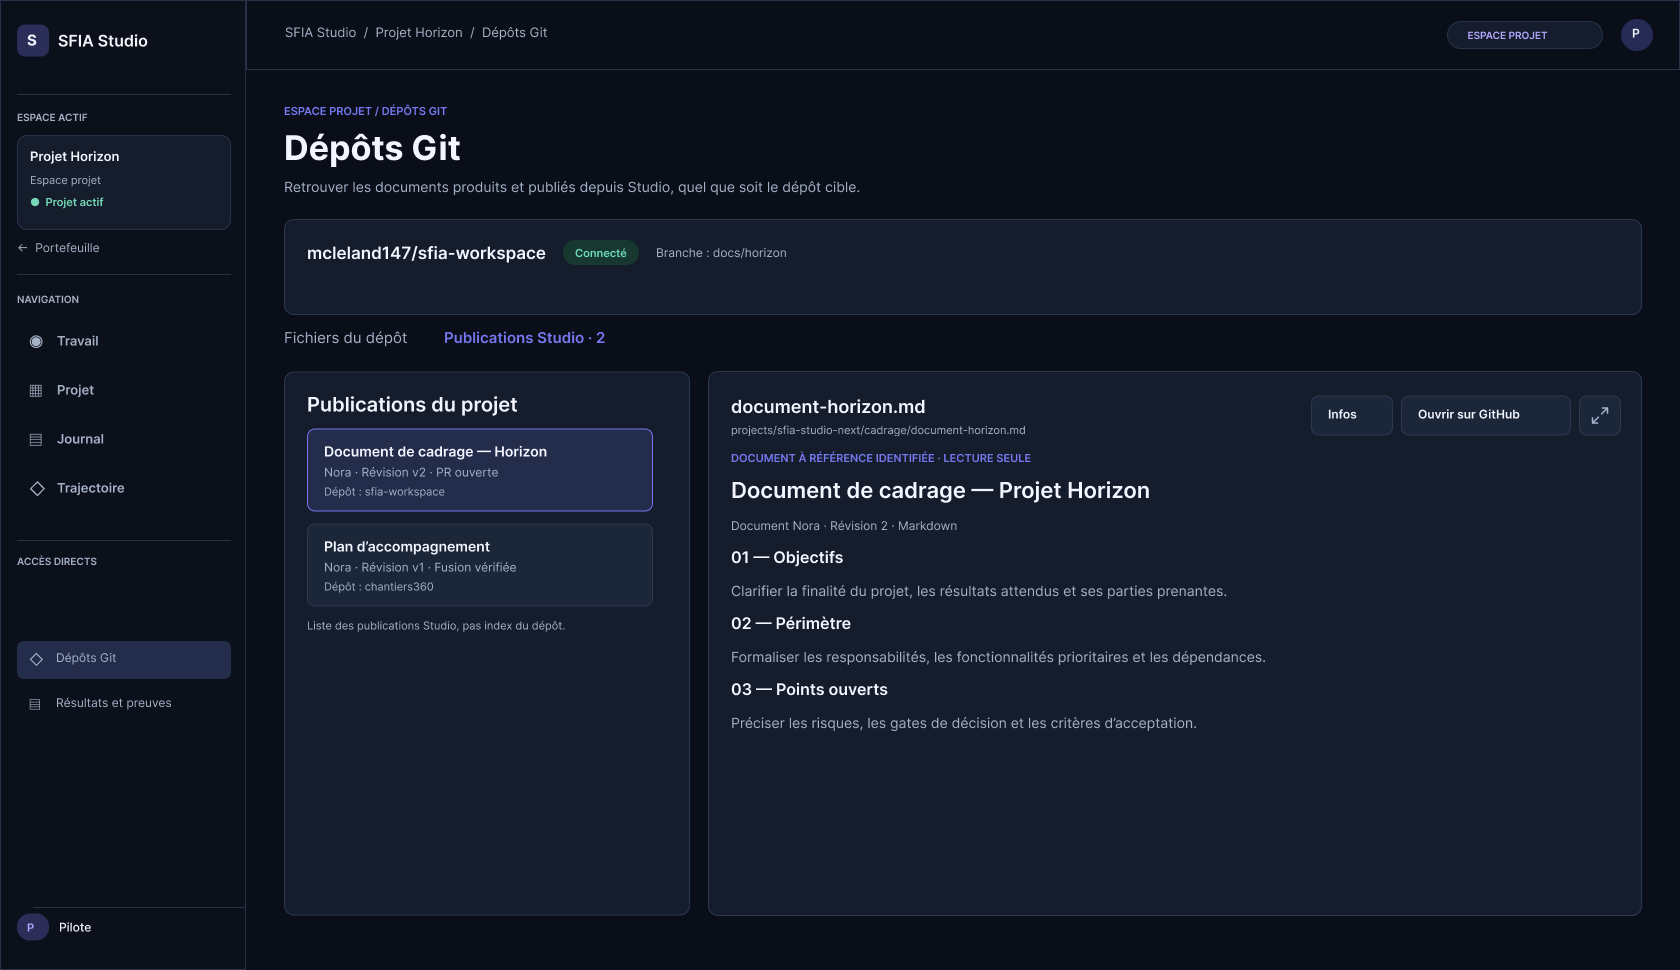 S
SFIA Studio
ESPACE ACTIF
Projet Horizon
Espace projet
Projet actif
← Portefeuille
NAVIGATION
Travail
Projet
Journal
Trajectoire
ACCÈS DIRECTS
Dépôts Git
Résultats et preuves
P
Pilote
SFIA Studio / Projet Horizon / Dépôts Git
ESPACE PROJET
P
ESPACE PROJET / DÉPÔTS GIT
Dépôts Git
Retrouver les documents produits et publiés depuis Studio, quel que soit le dépôt cible.
mcleland147/sfia-workspace
Connecté
Branche : docs/horizon
Fichiers du dépôt
Publications Studio · 2
Publications du projet
Document de cadrage — Horizon
Nora · Révision v2 · PR ouverte
Dépôt : sfia-workspace
Plan d’accompagnement
Nora · Révision v1 · Fusion vérifiée
Dépôt : chantiers360
Liste des publications Studio, pas index du dépôt.
document-horizon.md
projects/sfia-studio-next/cadrage/document-horizon.md
Infos
Ouvrir sur GitHub
DOCUMENT À RÉFÉRENCE IDENTIFIÉE · LECTURE SEULE
Document de cadrage — Projet Horizon
Document Nora · Révision 2 · Markdown
01 — Objectifs
Clarifier la finalité du projet, les résultats attendus et ses parties prenantes.
02 — Périmètre
Formaliser les responsabilités, les fonctionnalités prioritaires et les dépendances.
03 — Points ouverts
Préciser les risques, les gates de décision et les critères d’acceptation.